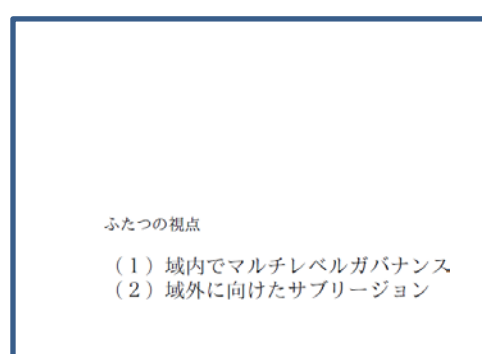 ふたつの視点
（１）域内でマルチレベルガバナンス
（２）域外に向けたサブリージョン